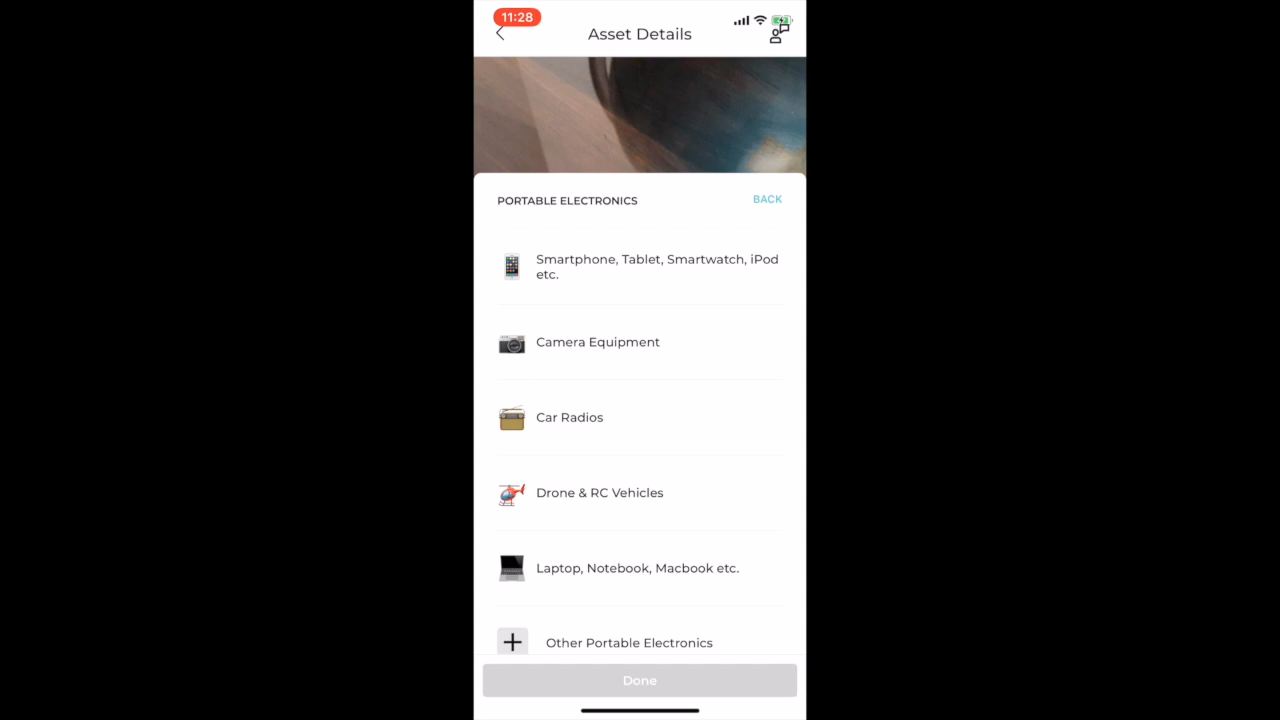 11:28
Asset Details
PORTABLE ELECTRONICS
BACK
Smartphone, Tablet, Smartwatch, iPod
etc.
Camera Equipment
Car Radios
Drone & RC Vehicles
Laptop, Notebook, Macbook etc.
Other Portable Electronics
Done